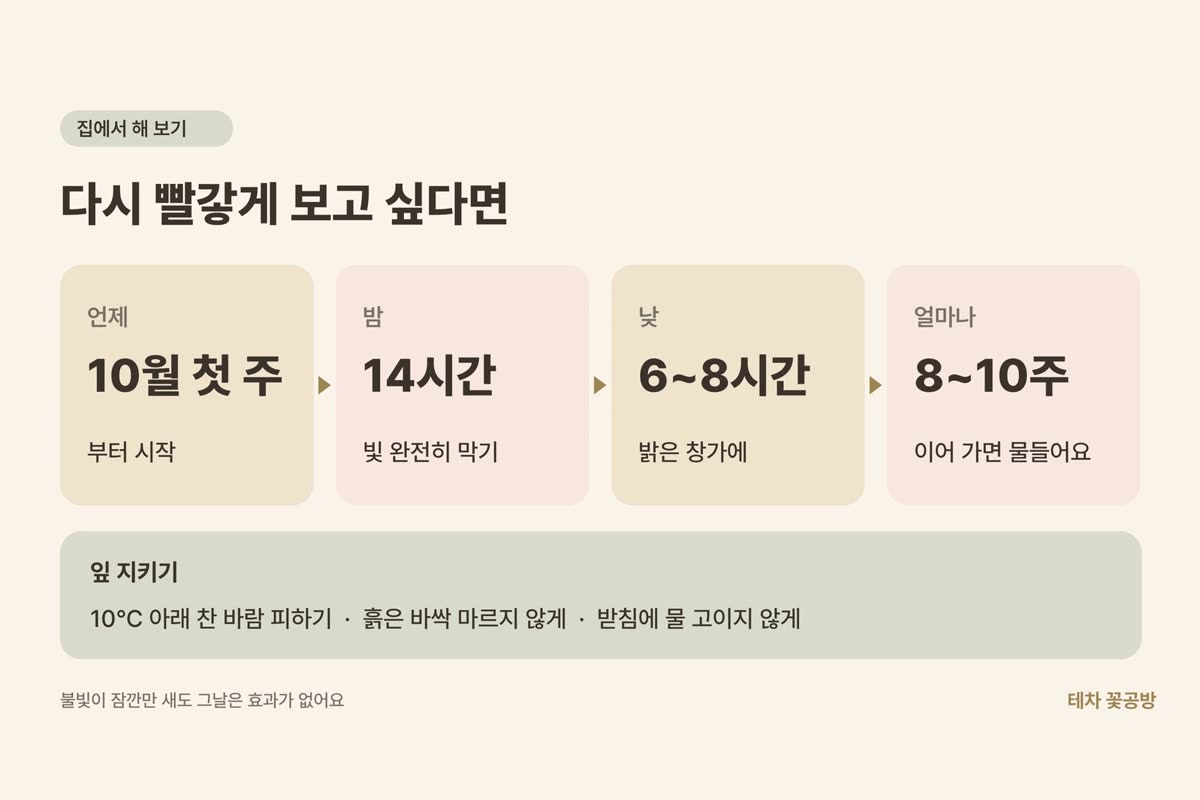 집에서 해 보기
다시 빨갛게 보고 싶다면
언제
10월 첫 주
부터 시작
밤
14시간
빛 완전히 막기
낮
6~8시간
밝은 창가에
얼마나
8~10주
이어 가면 물들어요
잎 지키기
10°C 아래 찬 바람 피하기 · 흙은 바싹 마르지 않게 · 받침에 물 고이지 않게
불빛이 잠깐만 새도 그날은 효과가 없어요
테차 꽃공방